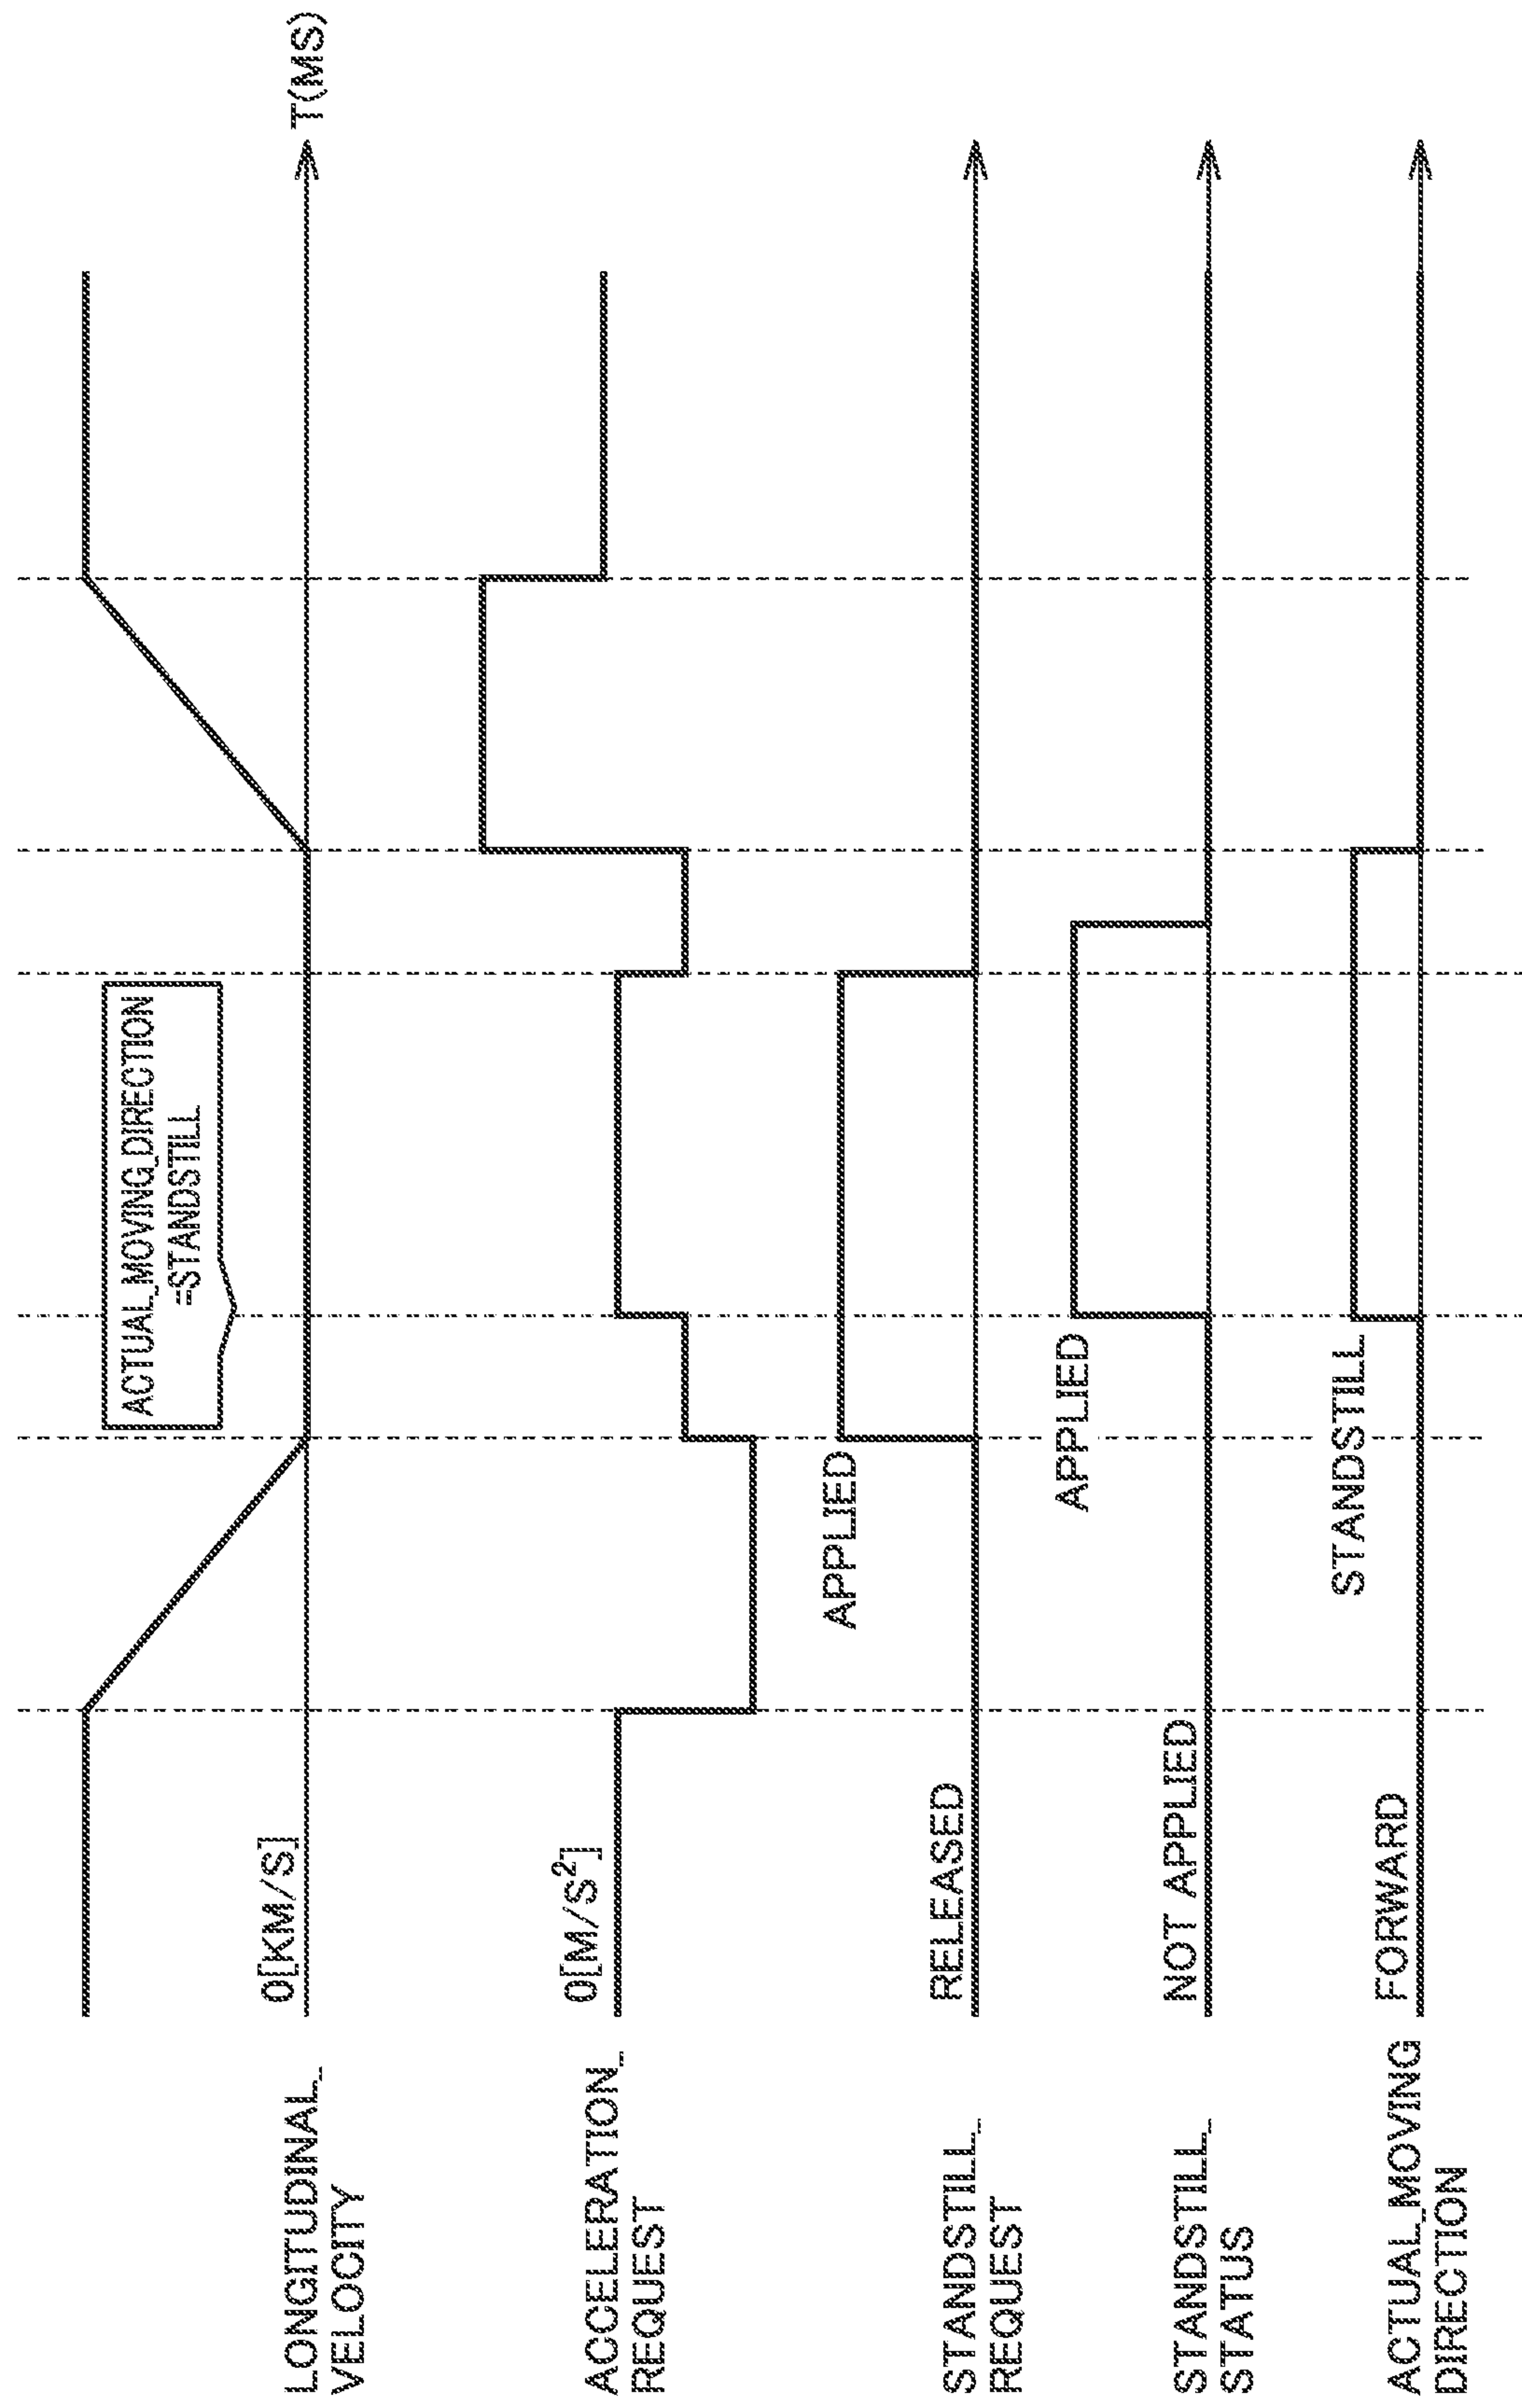 ACTUAL_MOVING_DIRECTION
=STANDSTILL
T(MS)
0[KM/S]
LONGITUDINAL_
VELOCITY
0[M/S²]
ACCELERATION_
REQUEST
APPLIED
RELEASED
STANDSTILL_
REQUEST
APPLIED
NOT APPLIED
STANDSTILL_
STATUS
STANDSTILL
FORWARD
ACTUAL_MOVING
DIRECTION